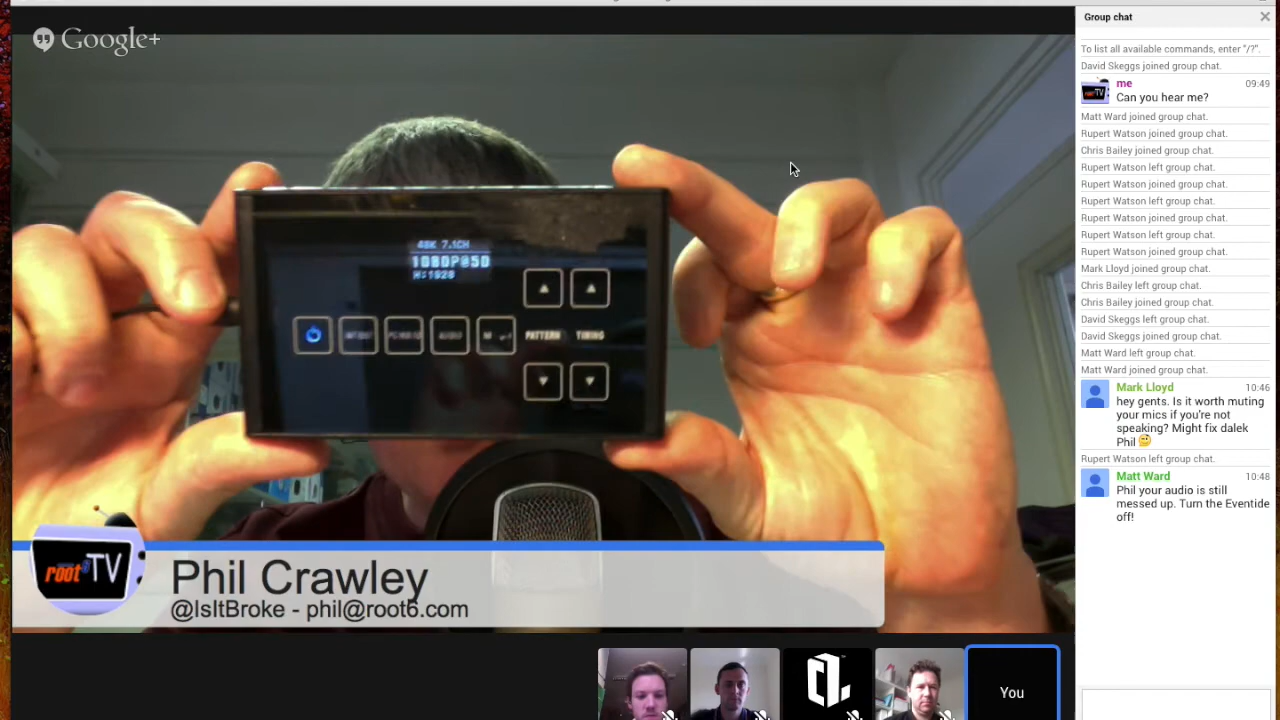 Google+
48K 7.1CH
1080P@50
PATTERN
TIMING
AUDIO
root6 TV
Phil Crawley
@IsItBroke - phil@root6.com
You
Group chat
To list all available commands, enter "/?".
David Skeggs joined group chat.
me 09:49
Can you hear me?
Matt Ward joined group chat.
Rupert Watson joined group chat.
Chris Bailey joined group chat.
Rupert Watson left group chat.
Rupert Watson joined group chat.
Rupert Watson left group chat.
Rupert Watson joined group chat.
Rupert Watson left group chat.
Rupert Watson joined group chat.
Mark Lloyd joined group chat.
Chris Bailey left group chat.
Chris Bailey joined group chat.
David Skeggs left group chat.
David Skeggs joined group chat.
Matt Ward left group chat.
Matt Ward joined group chat.
Mark Lloyd 10:46
hey gents. Is it worth muting
your mics if you're not
speaking? Might fix dalek
Phil
Rupert Watson left group chat.
Matt Ward 10:48
Phil your audio is still
messed up. Turn the Eventide
off!